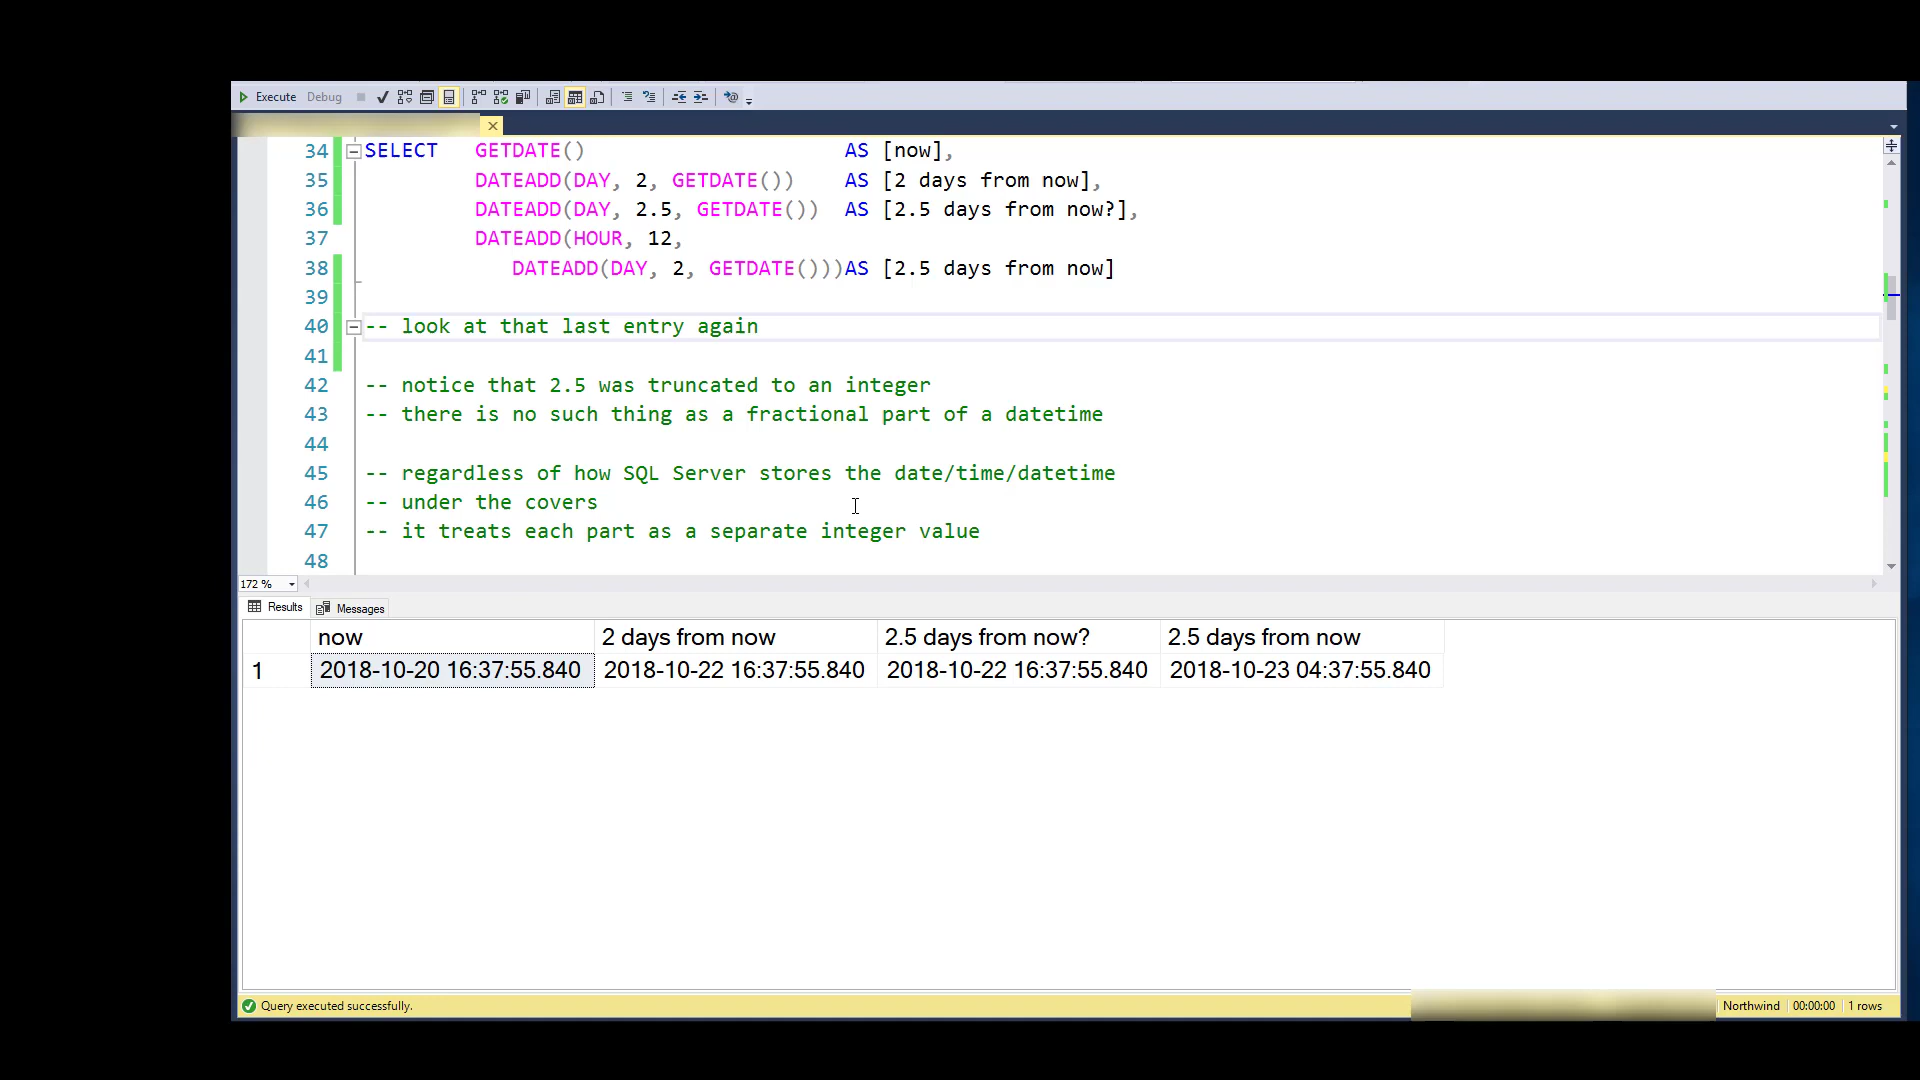 Execute Debug
34 SELECT GETDATE() AS [now],
35 DATEADD(DAY, 2, GETDATE()) AS [2 days from now],
36 DATEADD(DAY, 2.5, GETDATE()) AS [2.5 days from now?],
37 DATEADD(HOUR, 12,
38 DATEADD(DAY, 2, GETDATE()))AS [2.5 days from now]
39
40 -- look at that last entry again
41
42 -- notice that 2.5 was truncated to an integer
43 -- there is no such thing as a fractional part of a datetime
44
45 -- regardless of how SQL Server stores the date/time/datetime
46 -- under the covers
47 -- it treats each part as a separate integer value
48
172 %
Results Messages
now 2 days from now 2.5 days from now? 2.5 days from now
1 2018-10-20 16:37:55.840 2018-10-22 16:37:55.840 2018-10-22 16:37:55.840 2018-10-23 04:37:55.840
Query executed successfully. Northwind 00:00:00 1 rows